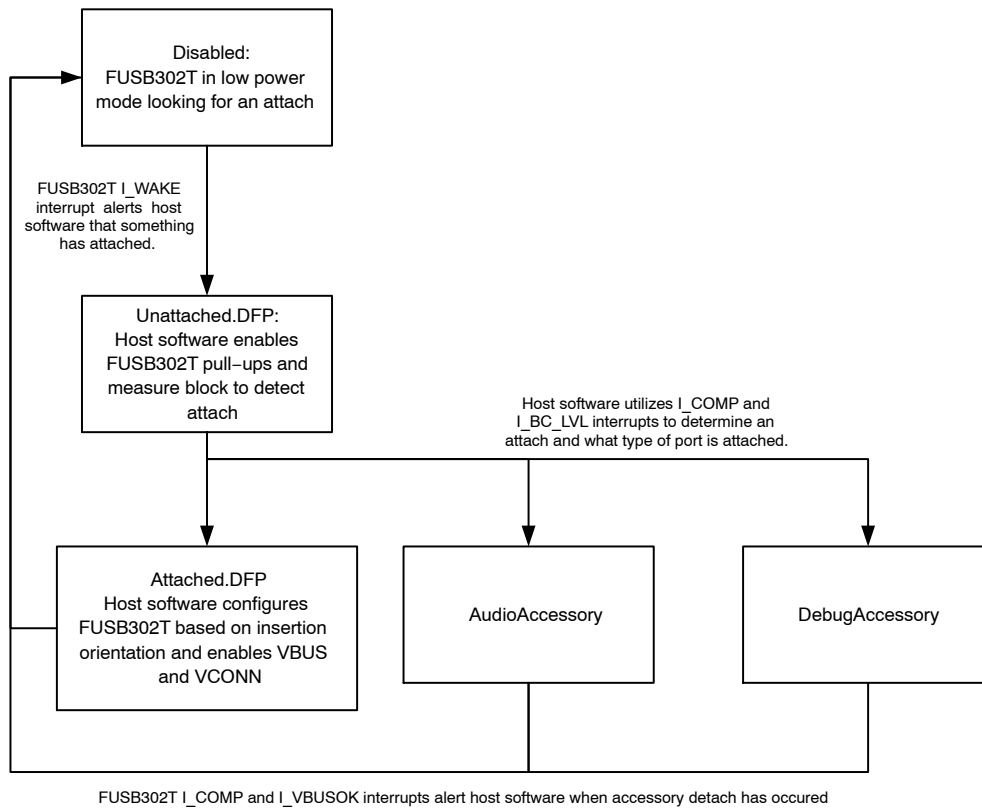 Disabled:
FUSB302T in low power
mode looking for an attach
FUSB302T I_WAKE
interrupt alerts host
software that something
has attached.
Unattached.DFP:
Host software enables
FUSB302T pull−ups and
measure block to detect
attach
Host software utilizes I_COMP and
I_BC_LVL interrupts to determine an
attach and what type of port is attached.
Attached.DFP
Host software configures
FUSB302T based on insertion
orientation and enables VBUS
and VCONN
AudioAccessory
DebugAccessory
FUSB302T I_COMP and I_VBUSOK interrupts alert host software when accessory detach has occured